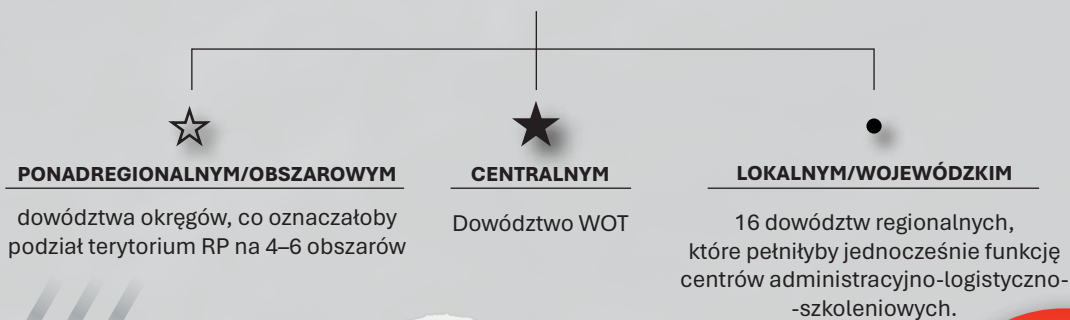 PONADREGIONALNYM/OBSZAROWYM
dowództwa okręgów, co oznaczałoby
podział terytorium RP na 4–6 obszarów
CENTRALNYM
Dowództwo WOT
LOKALNYM/WOJEWÓDZKIM
16 dowództw regionalnych,
które pełniłyby jednocześnie funkcję
centrów administracyjno-logistyczno-
-szkoleniowych.